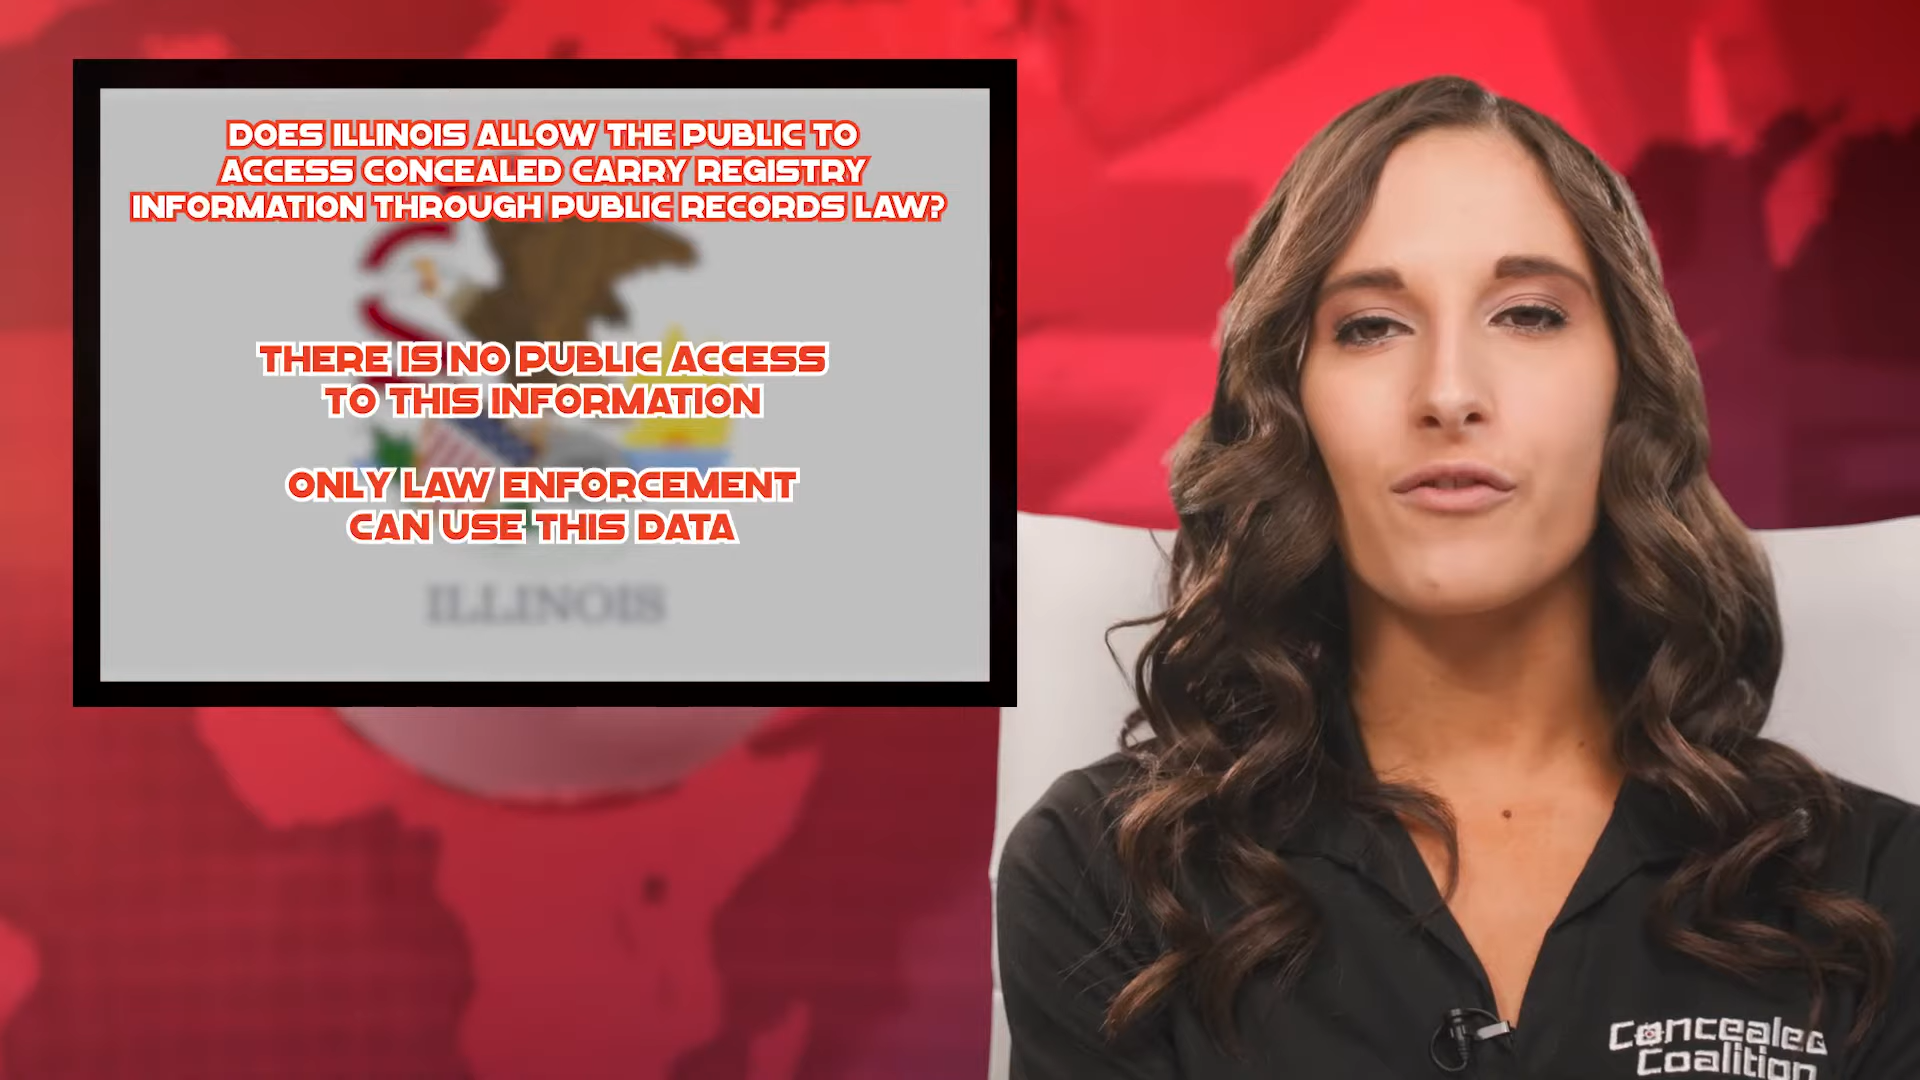 DOES ILLINOIS ALLOW THE PUBLIC TO
ACCESS CONCEALED CARRY REGISTRY
INFORMATION THROUGH PUBLIC RECORDS LAW?
THERE IS NO PUBLIC ACCESS
TO THIS INFORMATION
ONLY LAW ENFORCEMENT
CAN USE THIS DATA
ILLINOIS
Concealed
Coalition